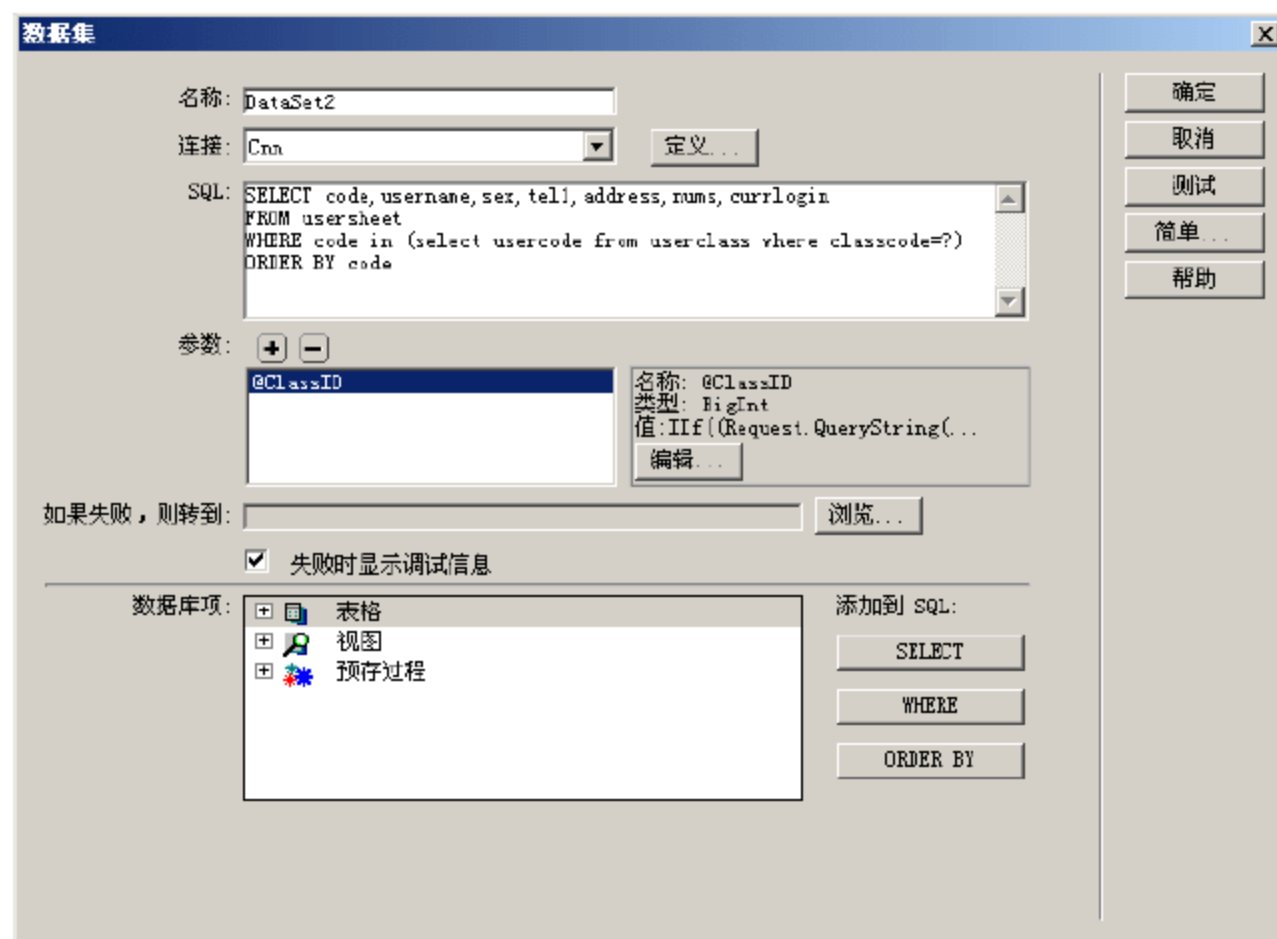 数据集
名称: DataSet2
确定
连接: Cnn 定义...
取消
SQL: SELECT code,username,sex,tel1,address,nums,currlogin
FROM usersheet
WHERE code in (select usercode from userclass where classcode=?)
ORDER BY code
测试
简单...
帮助
参数:
@ClassID
名称: @ClassID
类型: BigInt
值:IIf((Request.QueryString(...
编辑...
如果失败，则转到: 浏览...
失败时显示调试信息
数据库项:
表格
视图
预存过程
添加到 SQL:
SELECT
WHERE
ORDER BY